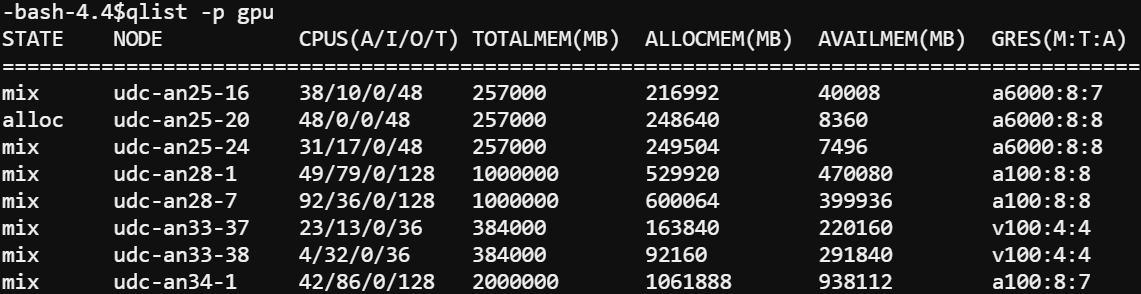 -bash-4.4$qlist -p gpu
STATE    NODE           CPUS(A/I/O/T) TOTALMEM(MB)  ALLOCMEM(MB)  AVAILMEM(MB)  GRES(M:T:A)
============================================================================================
mix      udc-an25-16    38/10/0/48    257000        216992        40008         a6000:8:7
alloc    udc-an25-20    48/0/0/48     257000        248640        8360          a6000:8:8
mix      udc-an25-24    31/17/0/48    257000        249504        7496          a6000:8:8
mix      udc-an28-1     49/79/0/128   1000000       529920        470080        a100:8:8
mix      udc-an28-7     92/36/0/128   1000000       600064        399936        a100:8:8
mix      udc-an33-37    23/13/0/36    384000        163840        220160        v100:4:4
mix      udc-an33-38    4/32/0/36     384000        92160         291840        v100:4:4
mix      udc-an34-1     42/86/0/128   2000000       1061888       938112        a100:8:7